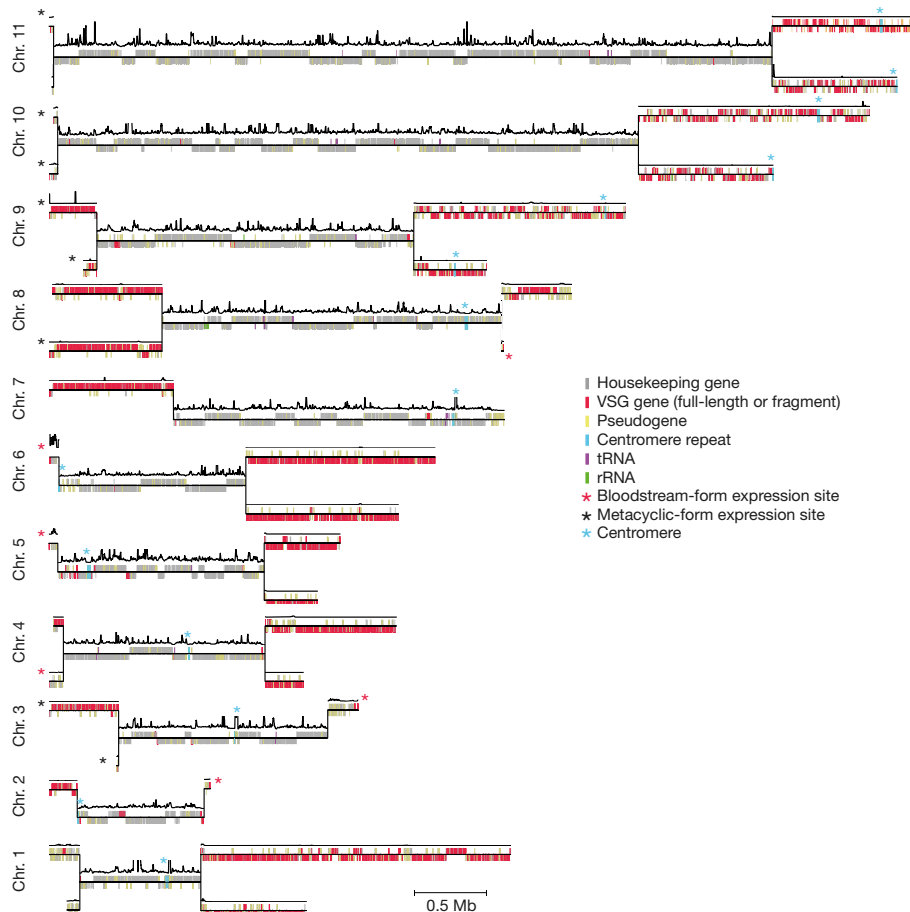 Chr. 11
Chr. 10
Chr. 9
Chr. 8
Chr. 7
Chr. 6
Chr. 5
Chr. 4
Chr. 3
Chr. 2
Chr. 1
Housekeeping gene
VSG gene (full-length or fragment)
Pseudogene
Centromere repeat
tRNA
rRNA
* Bloodstream-form expression site
* Metacyclic-form expression site
* Centromere
0.5 Mb